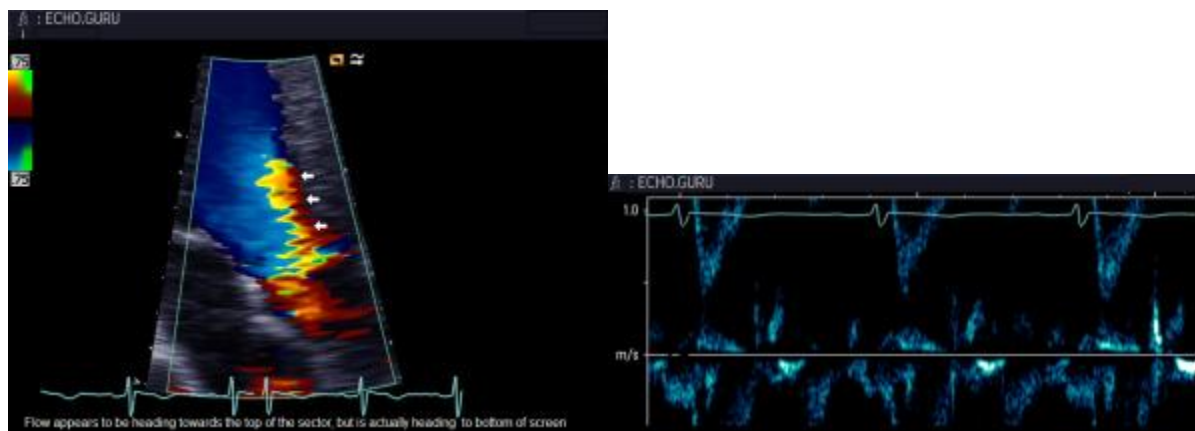 : ECHO.GURU
.75
.75
Flow appears to be heading towards the top of the sector, but is actually heading to bottom of screen
: ECHO.GURU
1.0
m/s